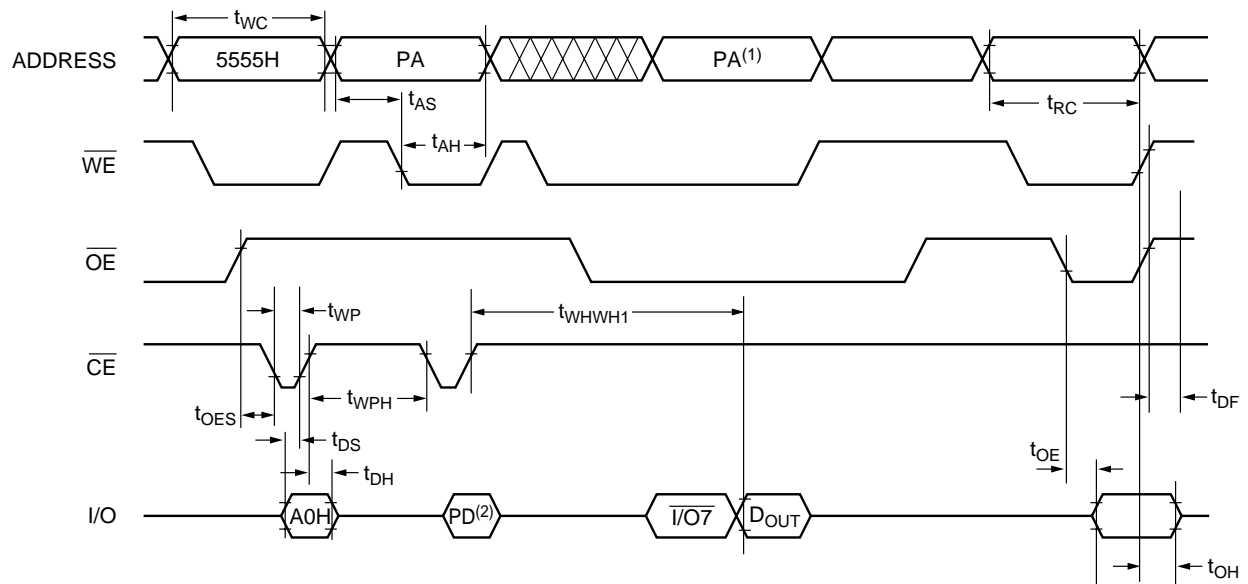 tWC
ADDRESS 5555H PA PA(1)
tAS tRC
tAH
WE
OE
tWP tWHWH1
CE
tWPH
tOES tDF
tDS
tOE
tDH
I/O A0H PD(2) I/O7 DOUT
tOH